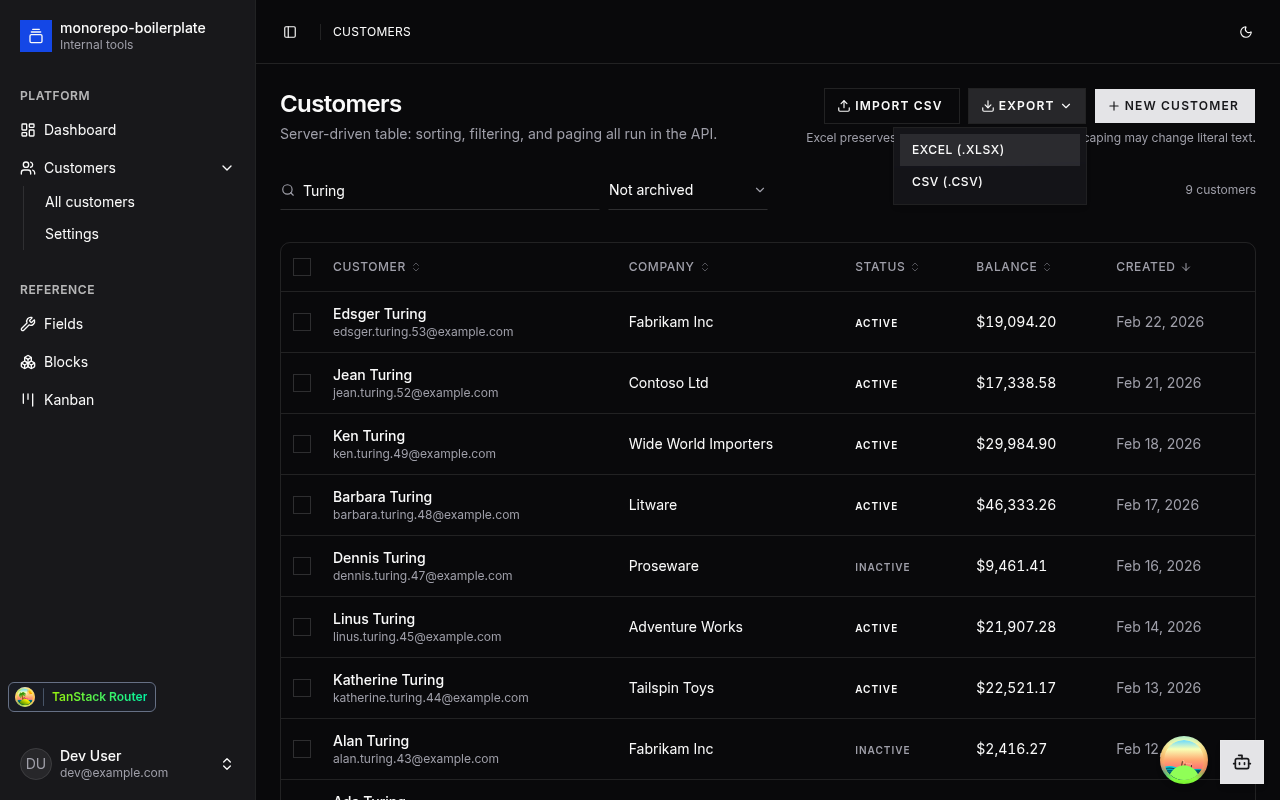 monorepo-boilerplate
Internal tools
PLATFORM
Dashboard
Customers
All customers
Settings
REFERENCE
Fields
Blocks
Kanban
TanStack Router
DU
Dev User
dev@example.com
CUSTOMERS
Customers
Server-driven table: sorting, filtering, and paging all run in the API.
IMPORT CSV
EXPORT
NEW CUSTOMER
Excel preserves
may change literal text.
EXCEL (.XLSX)
CSV (.CSV)
Turing
Not archived
9 customers
CUSTOMER COMPANY STATUS BALANCE CREATED
Edsger Turing
edsger.turing.53@example.com
Fabrikam Inc ACTIVE $19,094.20 Feb 22, 2026
Jean Turing
jean.turing.52@example.com
Contoso Ltd ACTIVE $17,338.58 Feb 21, 2026
Ken Turing
ken.turing.49@example.com
Wide World Importers ACTIVE $29,984.90 Feb 18, 2026
Barbara Turing
barbara.turing.48@example.com
Litware ACTIVE $46,333.26 Feb 17, 2026
Dennis Turing
dennis.turing.47@example.com
Proseware INACTIVE $9,461.41 Feb 16, 2026
Linus Turing
linus.turing.45@example.com
Adventure Works ACTIVE $21,907.28 Feb 14, 2026
Katherine Turing
katherine.turing.44@example.com
Tailspin Toys ACTIVE $22,521.17 Feb 13, 2026
Alan Turing
alan.turing.43@example.com
Fabrikam Inc INACTIVE $2,416.27 Feb 12